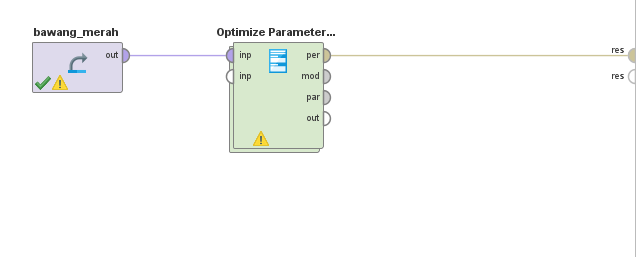 bawang_merah
Optimize Parameter...
out
inp
per
res
inp
mod
res
par
out